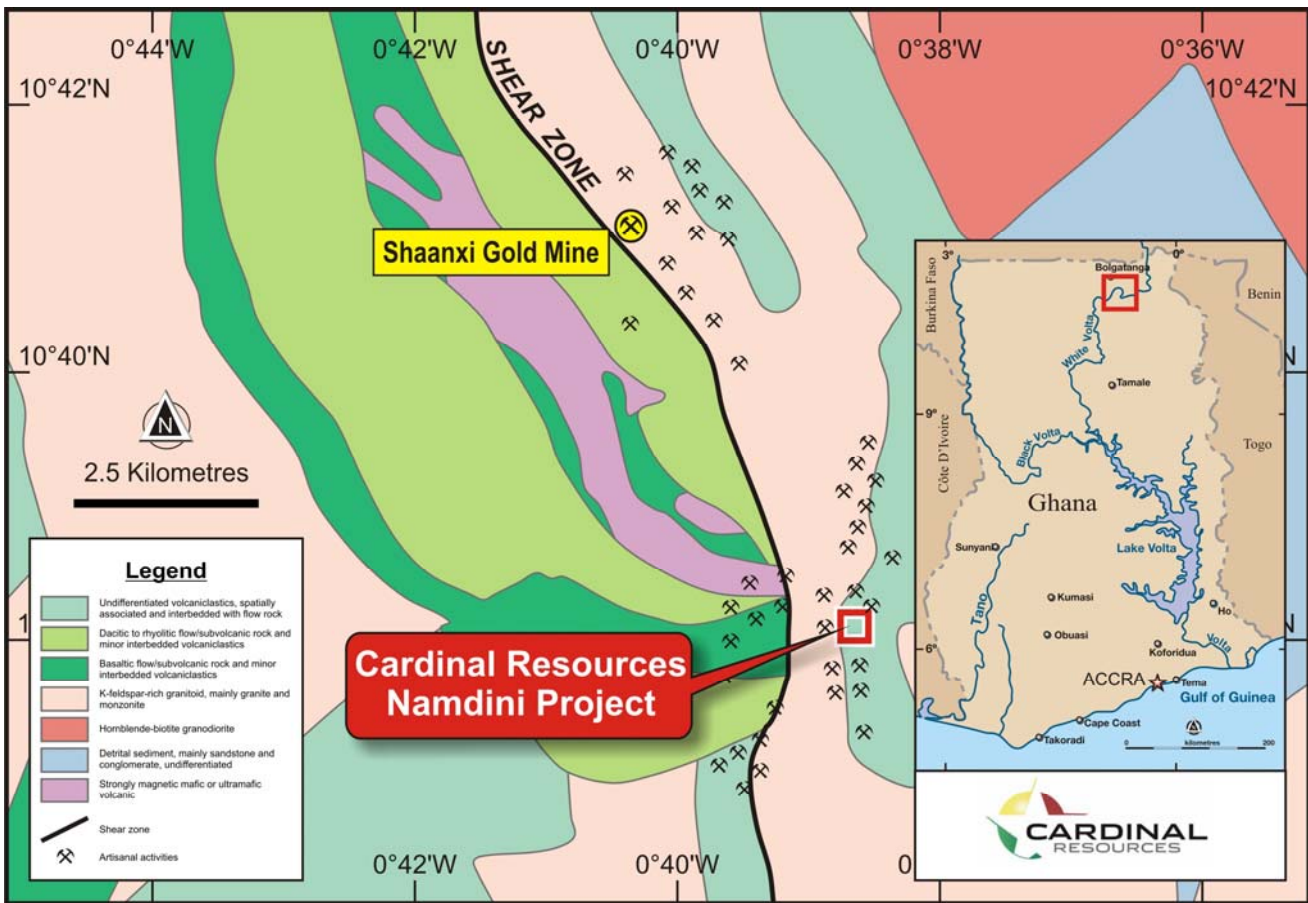 0°44'W
0°42'W
0°40'W
0°38'W
0°36'W
10°42'N
10°42'N
SHEAR ZONE
Shaanxi Gold Mine
10°40'N
N
2.5 Kilometres
Legend
Undifferentiated volcaniclastics, spatially
associated and interbedded with flow rock
Dacitic to rhyolitic flow/subvolcanic rock and
minor interbedded volcaniclastics
Basaltic flow/subvolcanic rock and minor
interbedded volcaniclastics
K-feldspar-rich granitoid, mainly granite and
monzonite
Hornblende-biotite granodiorite
Detrital sediment, mainly sandstone and
conglomerate, undifferentiated
Strongly magnetic mafic or ultramafic
volcanic
Shear zone
Artisanal activities
Cardinal Resources
Namdini Project
0°42'W
0°40'W
3°
0°
Bolgatanga
Burkina Faso
Benin
White Volta
Tamale
9°
Black Volta
Togo
Côte D'Ivoire
Ghana
Sunyani
Lake Volta
Tano
Kumasi
Ho
Obuasi
Volta
6°
Koforidua
ACCRA
Tema
Gulf of Guinea
Cape Coast
Takoradi
kilometres
0
200
CARDINAL
RESOURCES